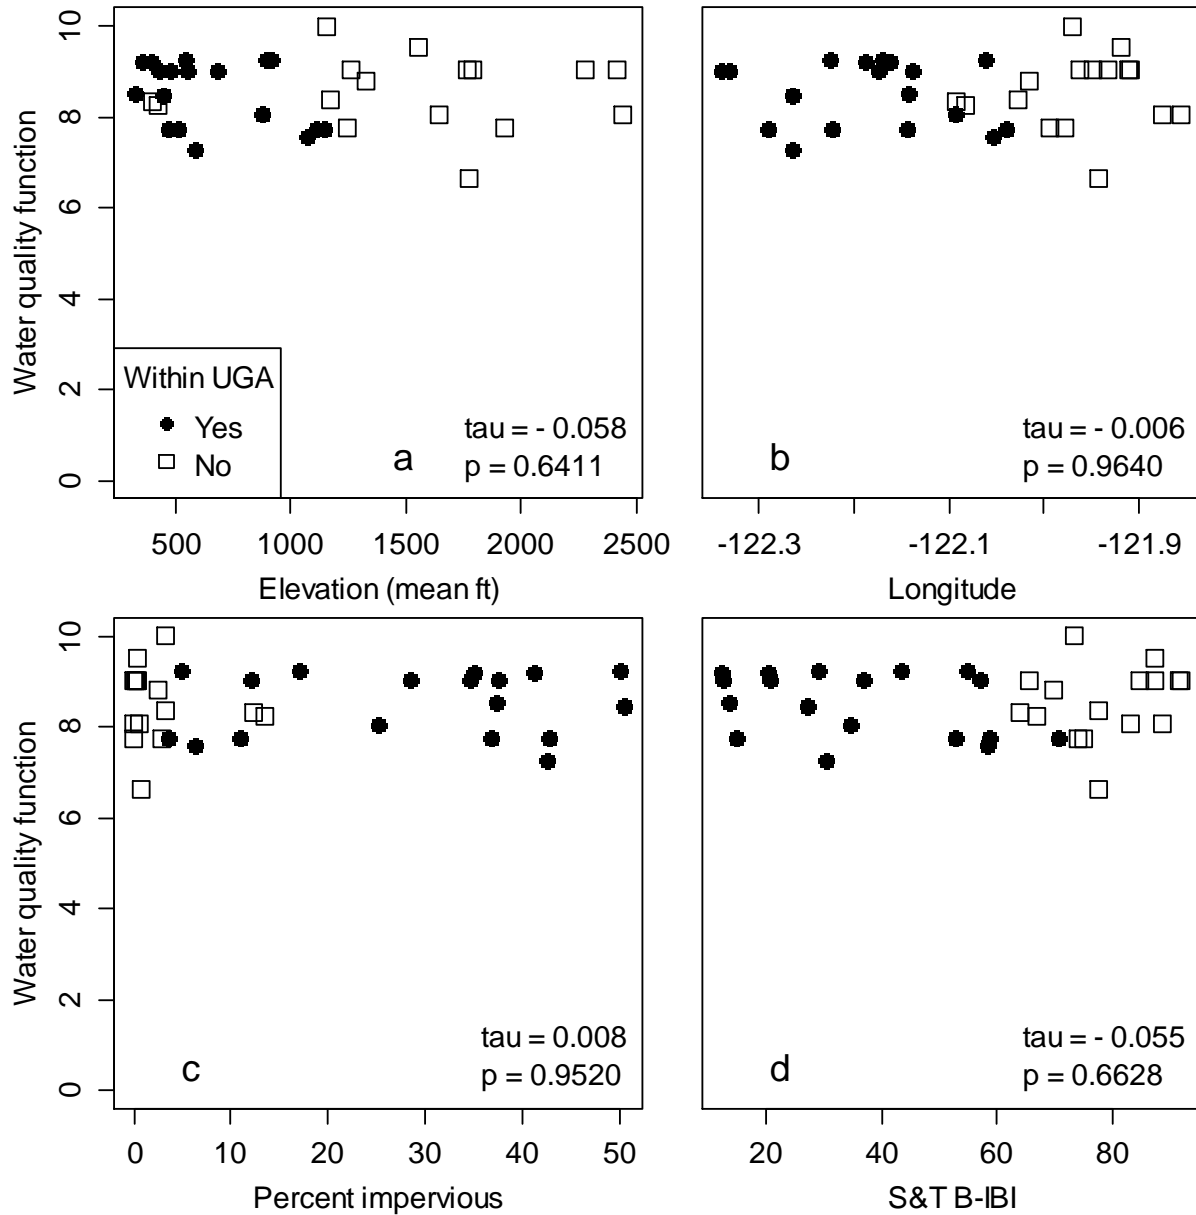 Water quality function
0 2 4 6 8 10
Within UGA
Yes
No
a
tau = - 0.058
p = 0.6411
500 1000 1500 2000 2500
Elevation (mean ft)
b
tau = - 0.006
p = 0.9640
-122.3 -122.1 -121.9
Longitude
Water quality function
0 2 4 6 8 10
c
tau = 0.008
p = 0.9520
0 10 20 30 40 50
Percent impervious
d
tau = - 0.055
p = 0.6628
20 40 60 80
S&T B-IBI